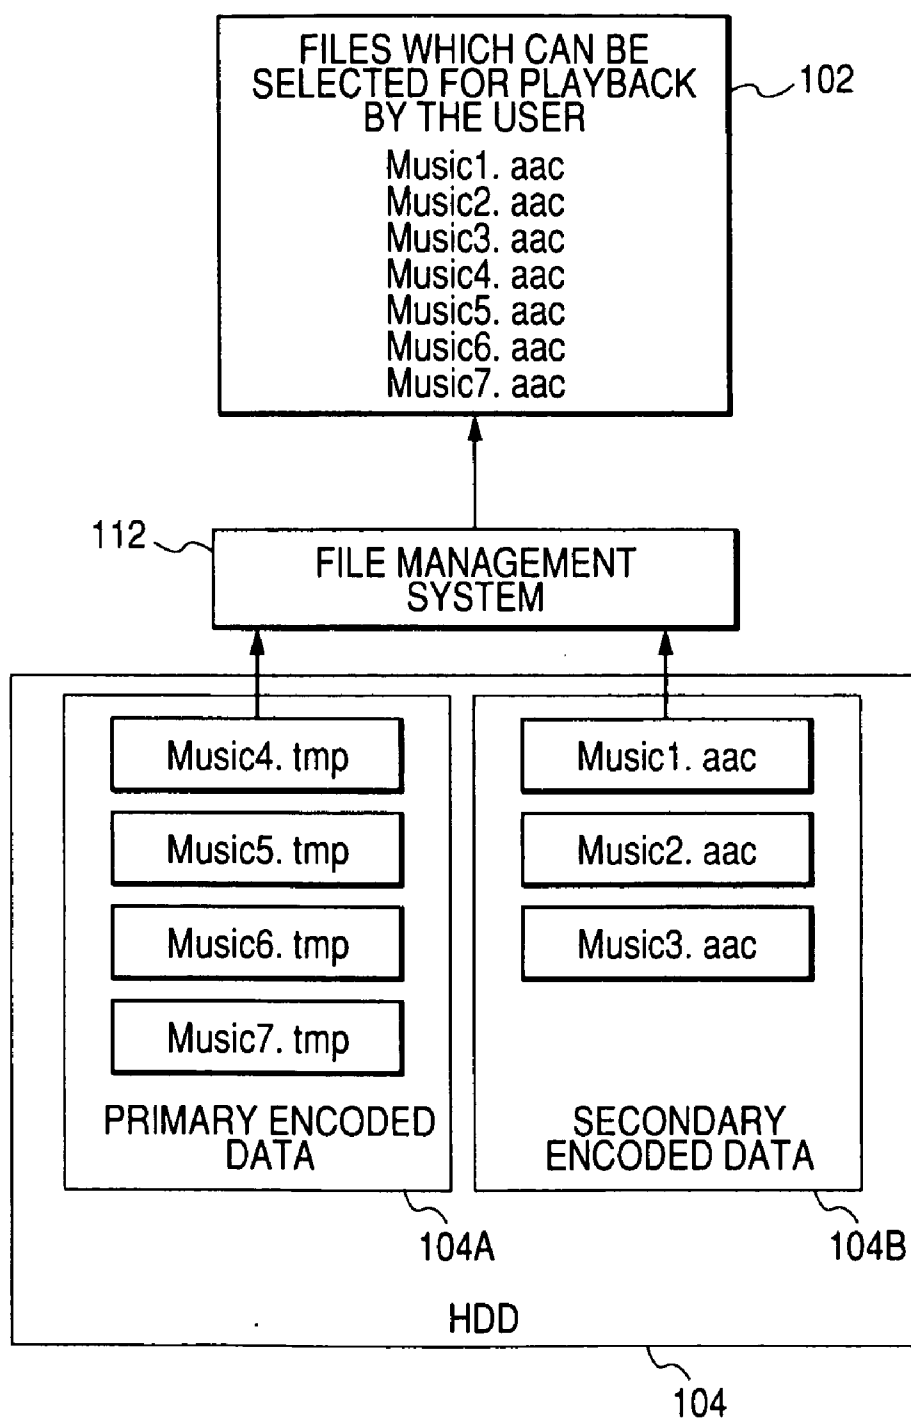 FILES WHICH CAN BE
SELECTED FOR PLAYBACK
BY THE USER
102
Music1. aac
Music2. aac
Music3. aac
Music4. aac
Music5. aac
Music6. aac
Music7. aac
112
FILE MANAGEMENT
SYSTEM
Music4. tmp
Music5. tmp
Music6. tmp
Music7. tmp
PRIMARY ENCODED
DATA
104A
Music1. aac
Music2. aac
Music3. aac
SECONDARY
ENCODED DATA
104B
HDD
104